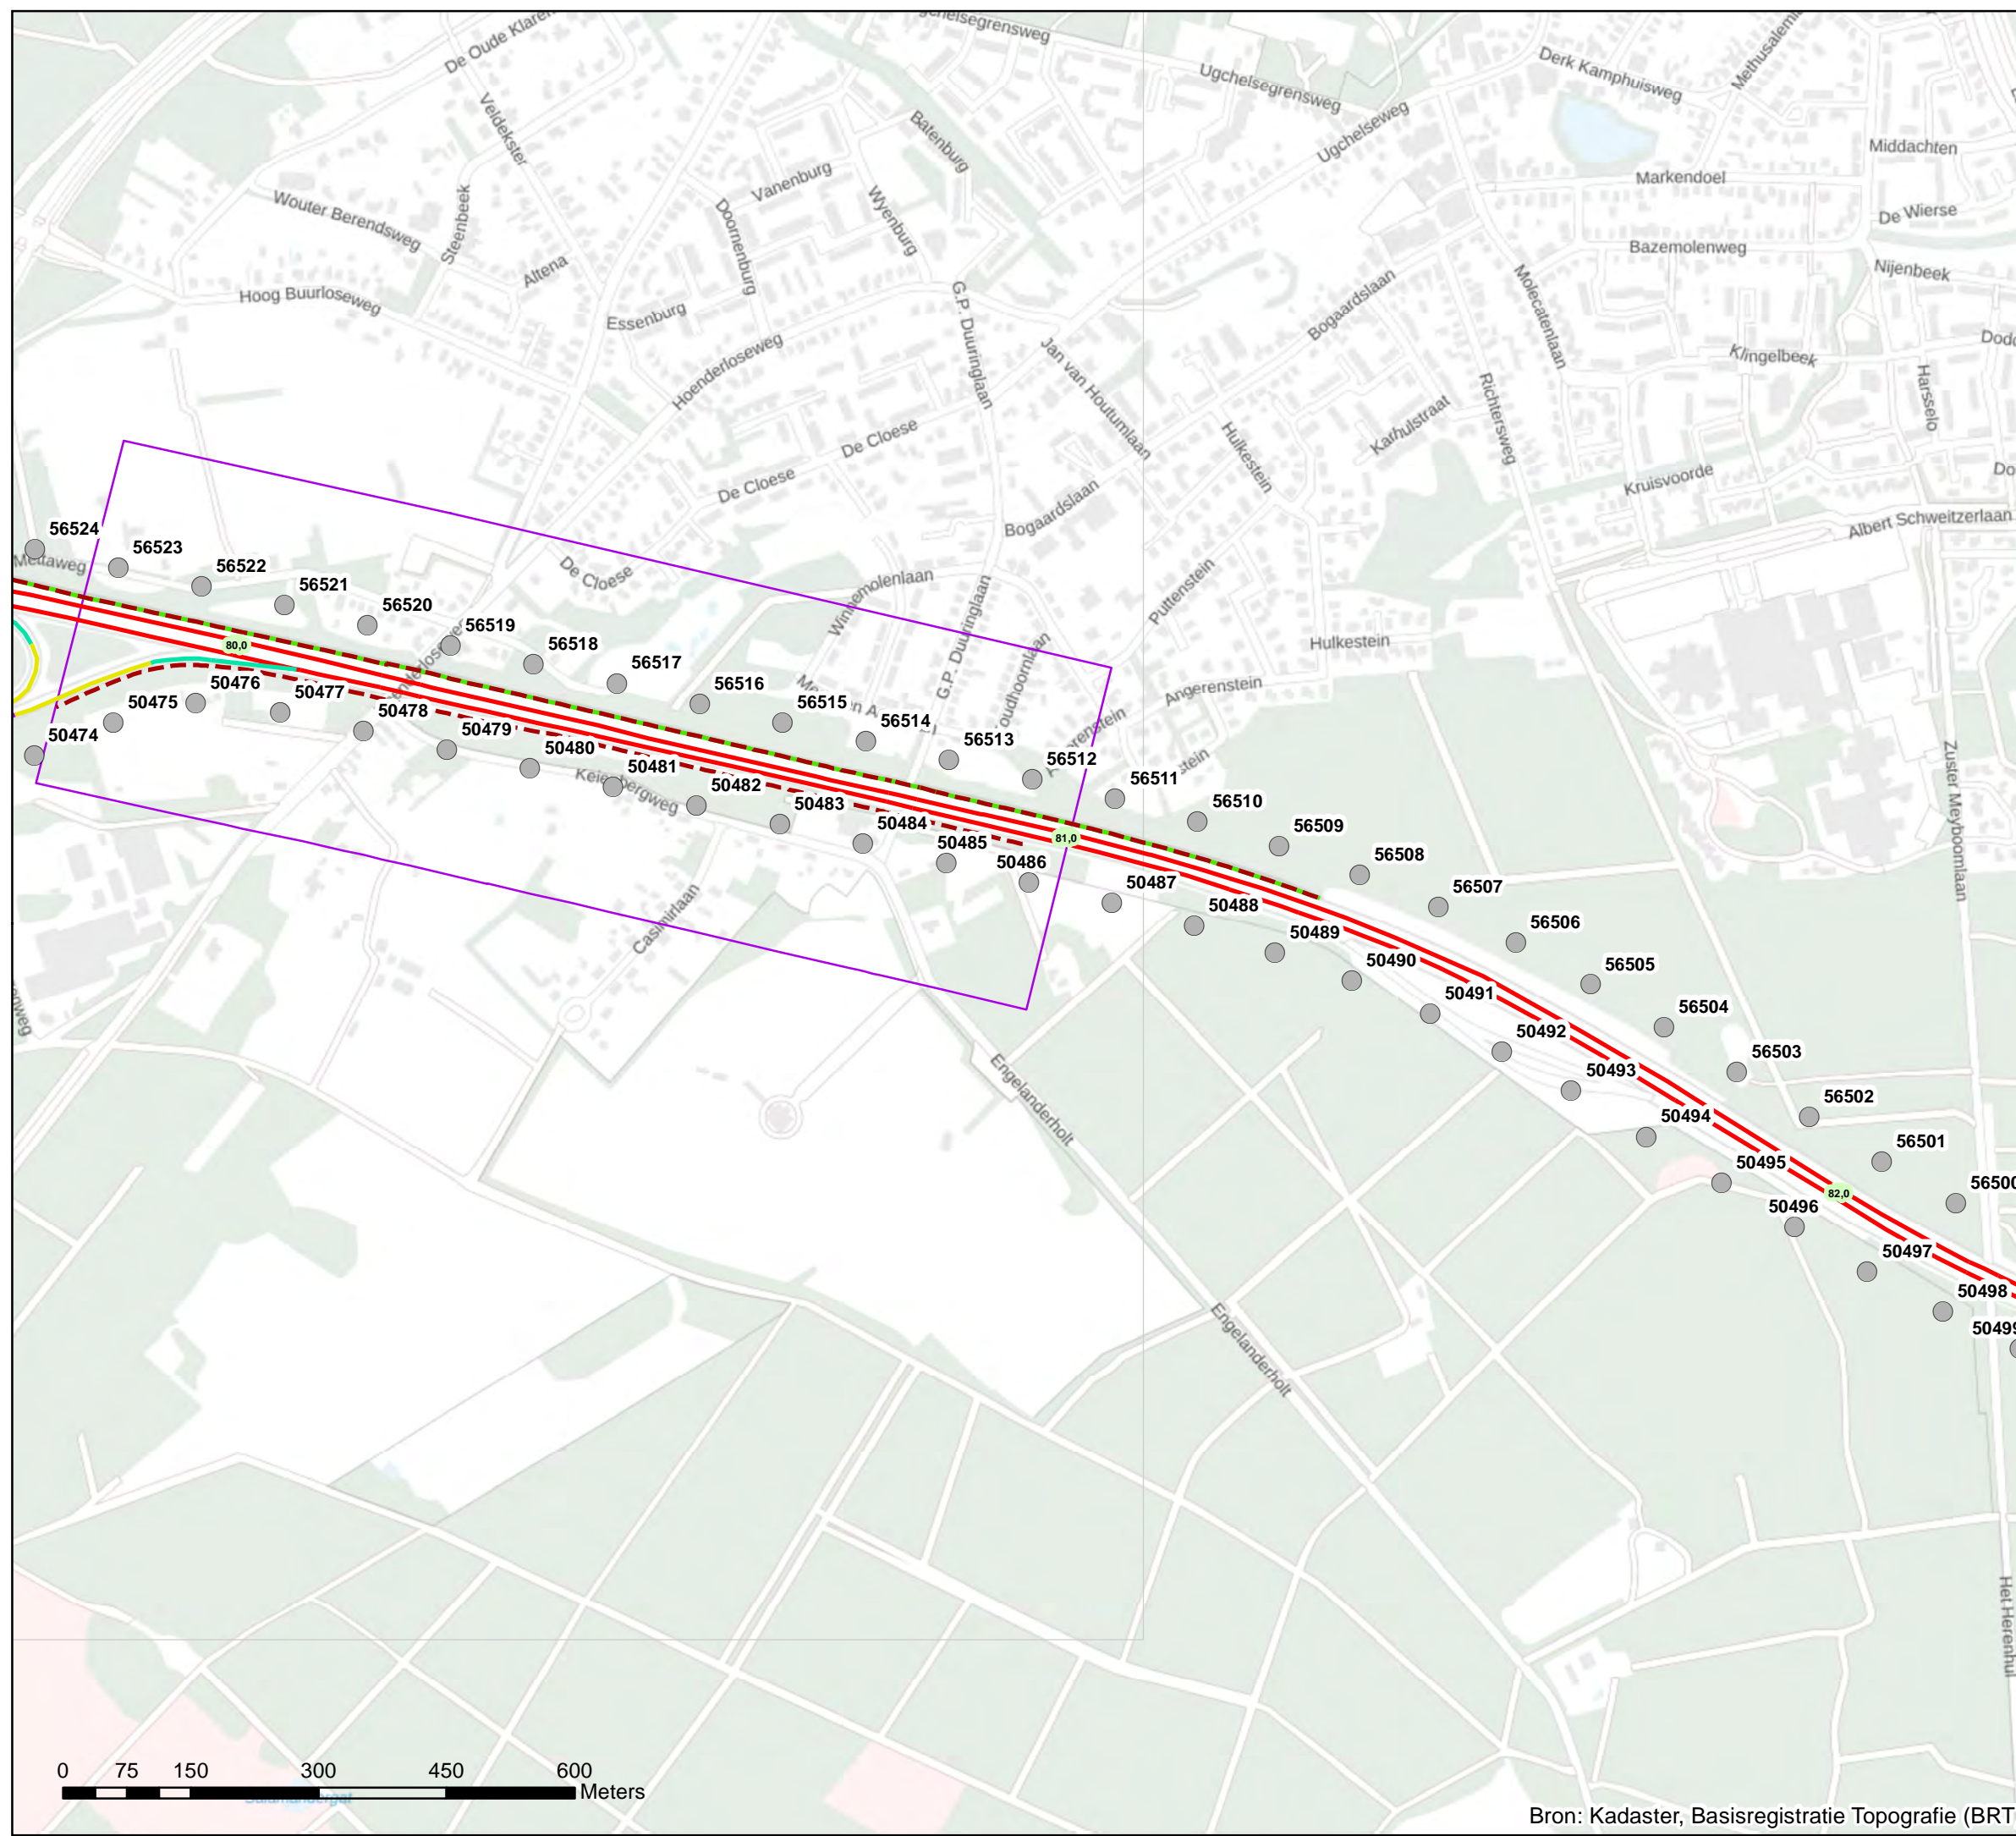 De Oude Klaren
Ugchelsegrensweg
Derk Kamphuisweg
Ugchelseweg
Veldekster
Batenburg
Middachten
Vanenburg
Markendoel
Wouter Berendsweg
Steenbeek
Doornenburg
Wyenburg
De Wierse
Bazemolenweg
Altena
Nijenbeek
Hoog Buurloseweg
Essenburg
G.P. Duuringlaan
Bogaardslaan
Molecatenlaan
Hoenderloseweg
Jan van Houtumlaan
Klingelbeek
Richtersweg
Harsselo
De Cloese
Karhulstraat
Hulkestein
De Cloese
Kruisvoorde
Bogaardslaan
Albert Schweitzerlaan
56524
56523
Mettaweg
56522
56521
De Cloese
Winnemolenlaan
Puttenstein
56520
56519
80,0
56518
G.P. Duuringlaan
Hulkestein
56517
50476
50477
56516
Angerenstein
50475
50478
56515
50479
56514
50474
50480
56513
50481
56512
Zuster Meyboomlaan
Keienbergweg
50482
56511
50483
56510
50484
81,0
56509
50485
56508
50486
50487
56507
50488
Casimirlaan
50489
56506
50490
56505
50491
56504
50492
56503
50493
Engelanderholt
56502
50494
56501
50495
82,0
50496
50497
50498
Engelanderholt
Het Herenhul
0 75 150 300 450 600
Meters
Bron: Kadaster, Basisregistratie Topografie (BRT